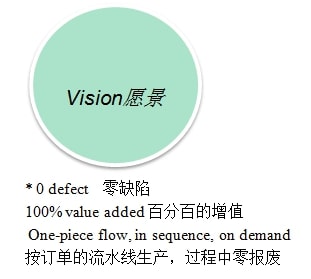 Vision愿景
* 0 defect 零缺陷
100% value added 百分百的增值
One-piece flow, in sequence, on demand
按订单的流水线生产，过程中零报废